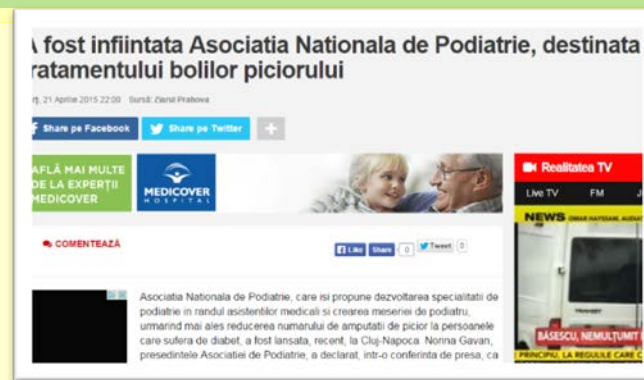 A fost infiintata Asociatia Nationala de Podiatrie, destinata
ratamentului bolilor piciorului
21 Aprilie 2015 22:00 Sursă: Ziarul Prahova
Share pe Facebook
Share pe Twitter
+
AFLĂ MAI MULTE
DE LA EXPERȚII
MEDICOVER
MEDICOVER
HOSPITAL
Realitatea TV
Live TV FM
NEWS OMAR HAYSSAM,
COMENTEAZĂ
Like Share 0 Tweet 0
Asociatia Nationala de Podiatrie, care isi propune dezvoltarea specialitatii de
podiatrie in randul asistentilor medicali si crearea meseriei de podiatru,
urmarind mai ales reducerea numarului de amputatii de picior la persoanele
care sufera de diabet, a fost lansata, recent, la Cluj-Napoca. Norina Gavan,
presedintele Asociatiei de Podiatrie, a declarat, intr-o conferinta de presa, ca
TRANSIT
BĂSESCU, NEMULȚUMIT
PRINCIPIU, LA REGULILE CARE